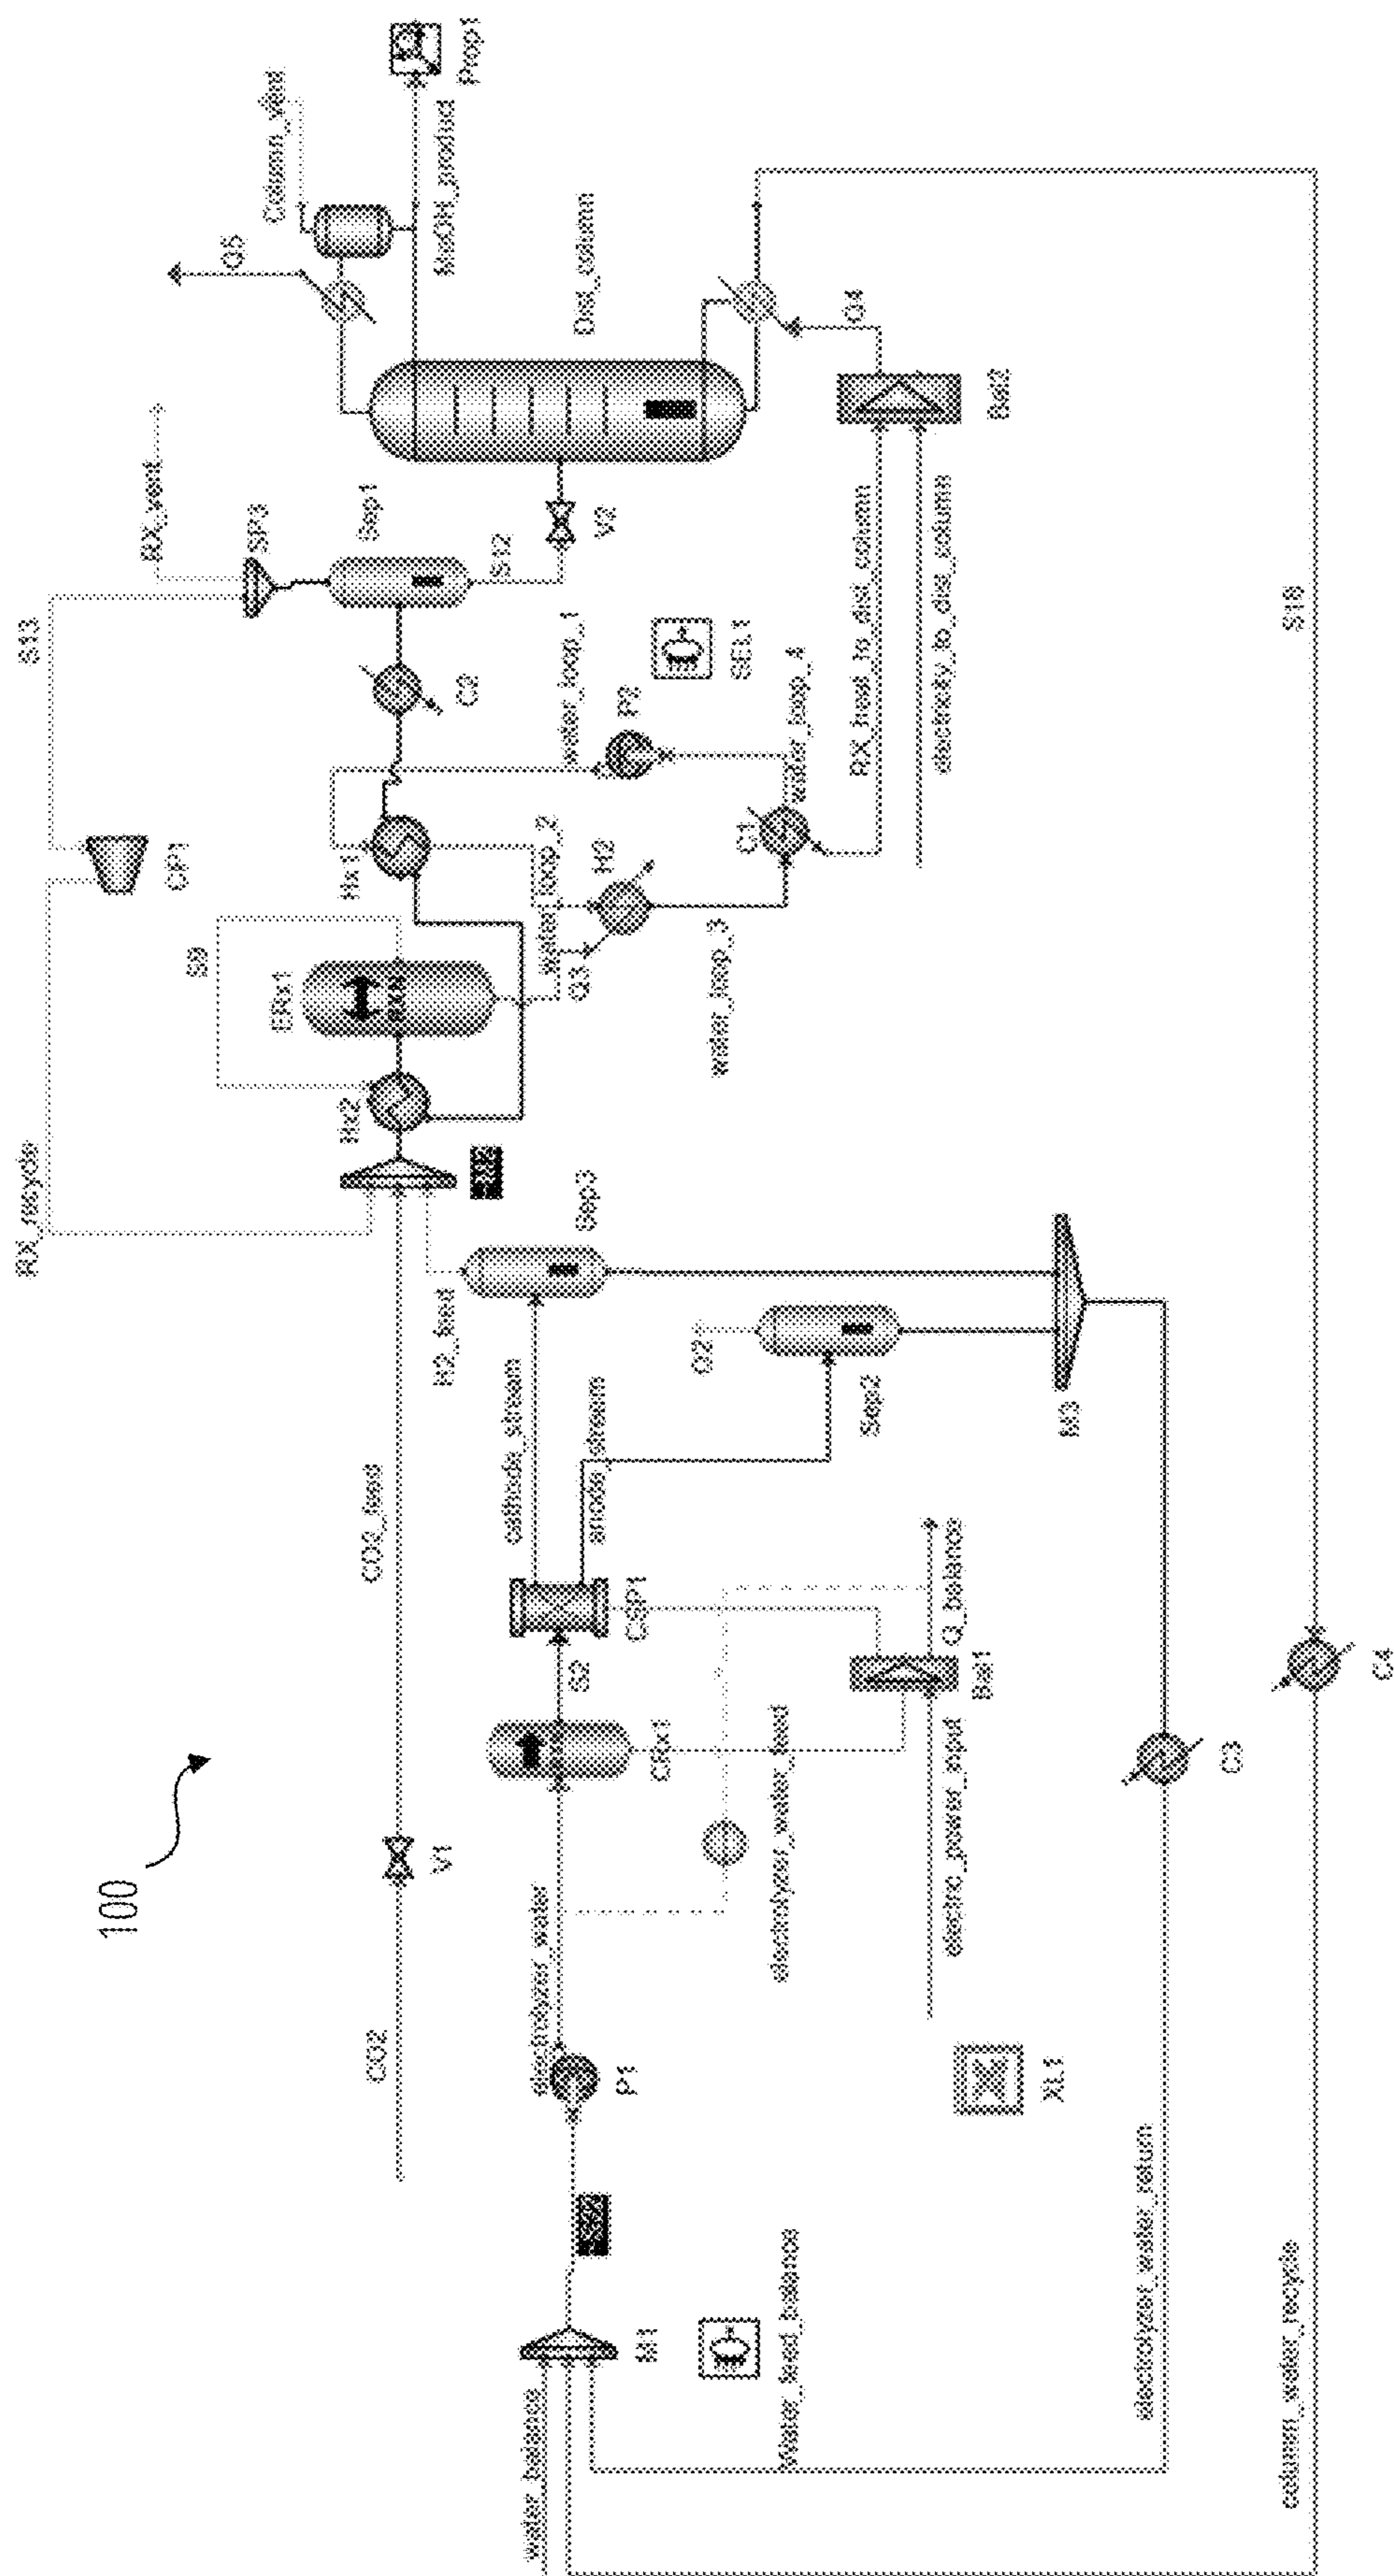 100
RX_recycle
S13
CP1
RX_vent
SP3
Sep1
Q5
Column_vent
Prop1
MeOH_product
Dist_column
S9
ERx1
RXN
Hx2
Hx1
C2
S12
V2
water_loop_1
P2
SEL1
water_loop_2
Q3
H2
C1
water_loop_4
water_loop_3
RX_heat_to_dist_column
electricity_to_dist_column
Q4
Bal2
CO2
V1
CO2_feed
H2_feed
Sep3
cathode_stream
anode_stream
O2
Sep2
M3
water_balance
M1
Water_feed_balance
P1
electrolyzer_water
CRx1
S2
CSP1
electrolyzer_water_feed
electric_power_input
Bal1
Q_balance
XL1
electrolyzer_water_return
C3
column_water_recycle
C4
S16